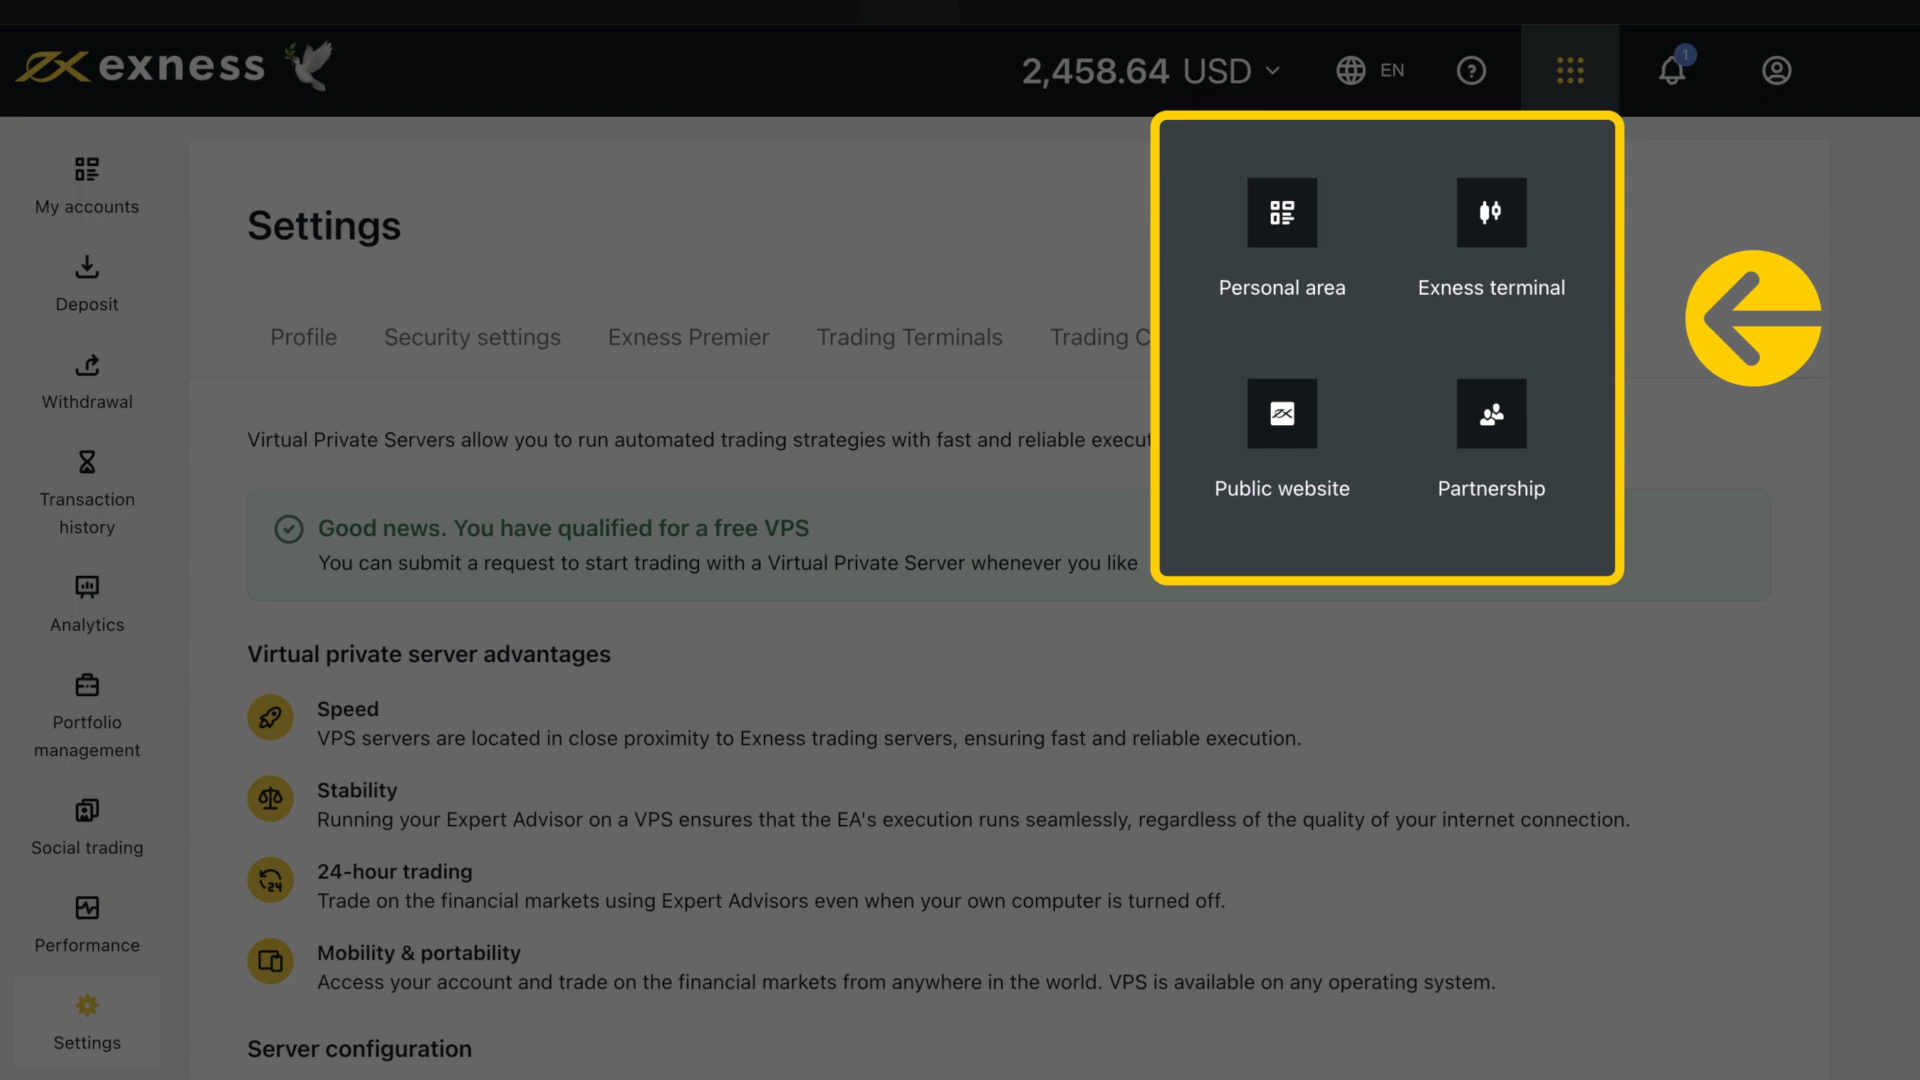 exness
2,458.64 USD
EN
1
My accounts
Deposit
Withdrawal
Transaction
history
Analytics
Portfolio
management
Social trading
Performance
Settings
Settings
Profile
Security settings
Exness Premier
Trading Terminals
Trading C
Virtual Private Servers allow you to run automated trading strategies with fast and reliable execut
Good news. You have qualified for a free VPS
You can submit a request to start trading with a Virtual Private Server whenever you like
Personal area
Exness terminal
Public website
Partnership
Virtual private server advantages
Speed
VPS servers are located in close proximity to Exness trading servers, ensuring fast and reliable execution.
Stability
Running your Expert Advisor on a VPS ensures that the EA's execution runs seamlessly, regardless of the quality of your internet connection.
24
24-hour trading
Trade on the financial markets using Expert Advisors even when your own computer is turned off.
Mobility & portability
Access your account and trade on the financial markets from anywhere in the world. VPS is available on any operating system.
Server configuration